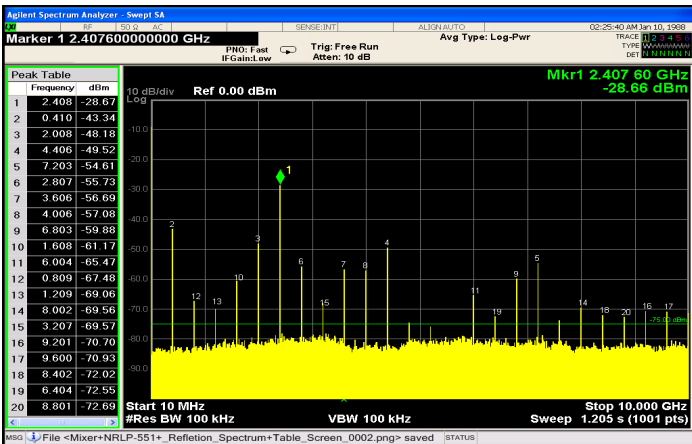 Agilent Spectrum Analyzer - Swept SA
RF 50 Ω AC SENSE:INT ALIGN AUTO 02:25:40 AM Jan 10, 1988
Marker 1 2.407600000000 GHz
PNO: Fast
IFGain:Low
Trig: Free Run
Atten: 10 dB
Avg Type: Log-Pwr
TRACE 1 2 3 4 5 6
TYPE
DET N N N N N N
Peak Table
Frequency dBm
1 2.408 -28.67
2 0.410 -43.34
3 2.008 -48.18
4 4.406 -49.52
5 7.203 -54.61
6 2.807 -55.73
7 3.606 -56.69
8 4.006 -57.08
9 6.803 -59.88
10 1.608 -61.17
11 6.004 -65.47
12 0.809 -67.48
13 1.209 -69.06
14 8.002 -69.56
15 3.207 -69.57
16 9.201 -70.70
17 9.600 -70.93
18 8.402 -72.02
19 6.404 -72.55
20 8.801 -72.69
Mkr1 2.407 60 GHz
-28.66 dBm
10 dB/div Ref 0.00 dBm
Log
-10.0
-20.0
-30.0
-40.0
-50.0
-60.0
-70.0
-80.0
-90.0
1
2
3
4
5
6
7
8
9
10
11
12
13
14
15
16
17
18
19
20
-75.00 dBm
Start 10 MHz
Stop 10.000 GHz
#Res BW 100 kHz
VBW 100 kHz
Sweep 1.205 s (1001 pts)
MSG File <Mixer+NRLP-551+_Refletion_Spectrum+Table_Screen_0002.png> saved STATUS